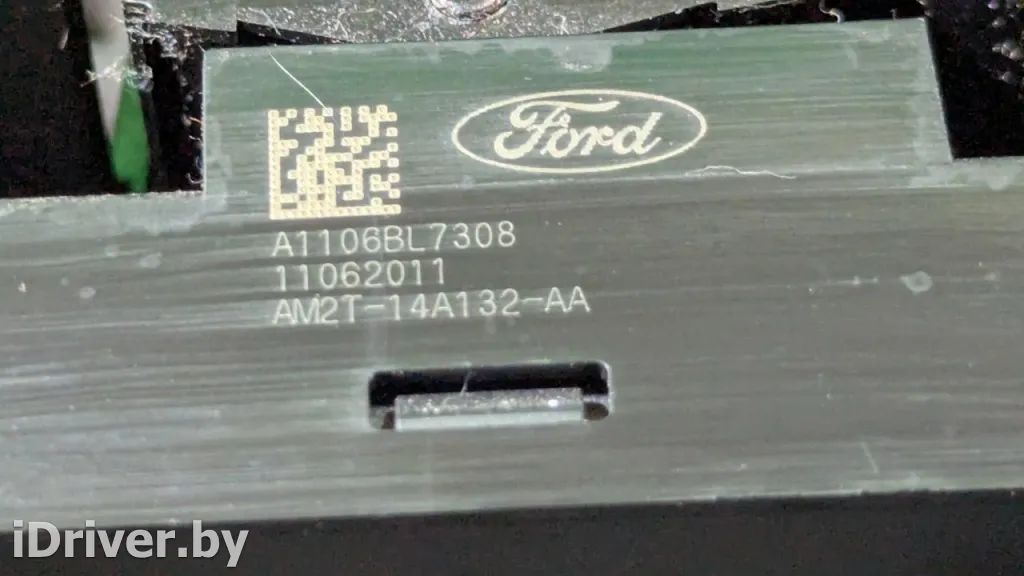 Ford
A1106BL7308
11062011
AM2T-14A132-AA
iDriver.by